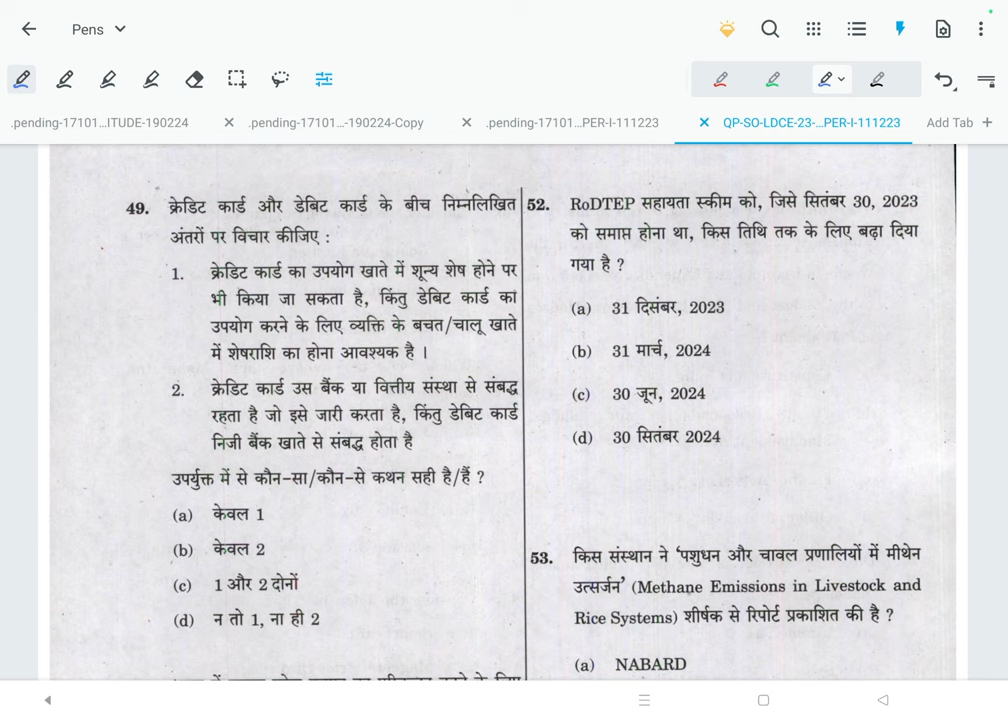 Pens
.pending-17101...ITUDE-190224
.pending-17101...-190224-Copy
.pending-17101...PER-I-111223
QP-SO-LDCE-23-...PER-I-111223
Add Tab +
49. क्रेडिट कार्ड और डेबिट कार्ड के बीच निम्नलिखित
अंतरों पर विचार कीजिए :
1. क्रेडिट कार्ड का उपयोग खाते में शून्य शेष होने पर
भी किया जा सकता है, किंतु डेबिट कार्ड का
उपयोग करने के लिए व्यक्ति के बचत/चालू खाते
में शेषराशि का होना आवश्यक है ।
2. क्रेडिट कार्ड उस बैंक या वित्तीय संस्था से संबद्ध
रहता है जो इसे जारी करता है, किंतु डेबिट कार्ड
निजी बैंक खाते से संबद्ध होता है
उपर्युक्त में से कौन-सा/कौन-से कथन सही है/हैं ?
(a) केवल 1
(b) केवल 2
(c) 1 और 2 दोनों
(d) न तो 1, ना ही 2
52. RoDTEP सहायता स्कीम को, जिसे सितंबर 30, 2023
को समाप्त होना था, किस तिथि तक के लिए बढ़ा दिया
गया है ?
(a) 31 दिसंबर, 2023
(b) 31 मार्च, 2024
(c) 30 जून, 2024
(d) 30 सितंबर 2024
53. किस संस्थान ने 'पशुधन और चावल प्रणालियों में मीथेन
उत्सर्जन' (Methane Emissions in Livestock and
Rice Systems) शीर्षक से रिपोर्ट प्रकाशित की है ?
(a) NABARD